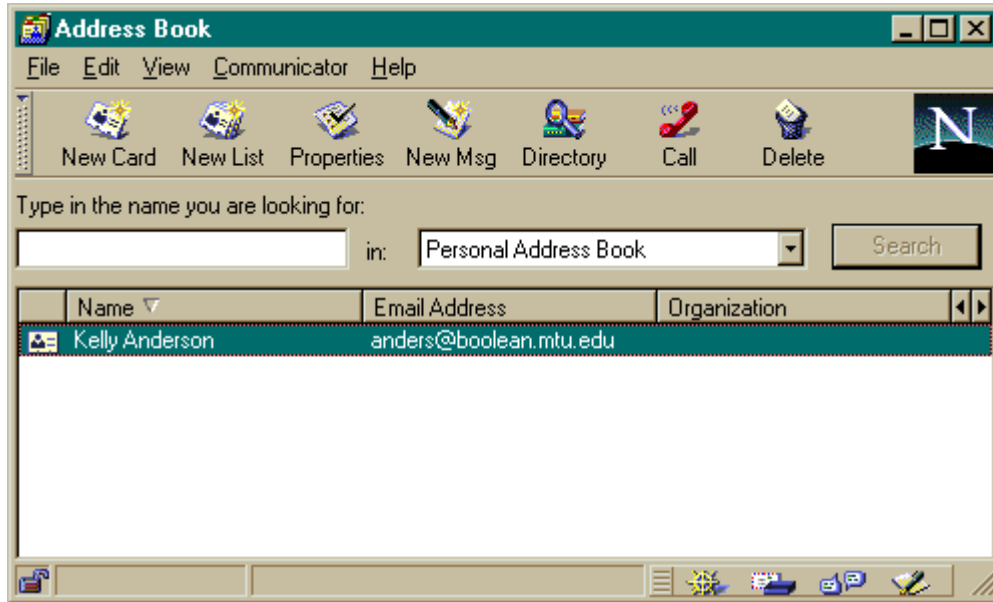 Address Book
File Edit View Communicator Help
N
New Card New List Properties New Msg Directory Call Delete
Type in the name you are looking for:
in: Personal Address Book Search
Name Email Address Organization
Kelly Anderson anders@boolean.mtu.edu